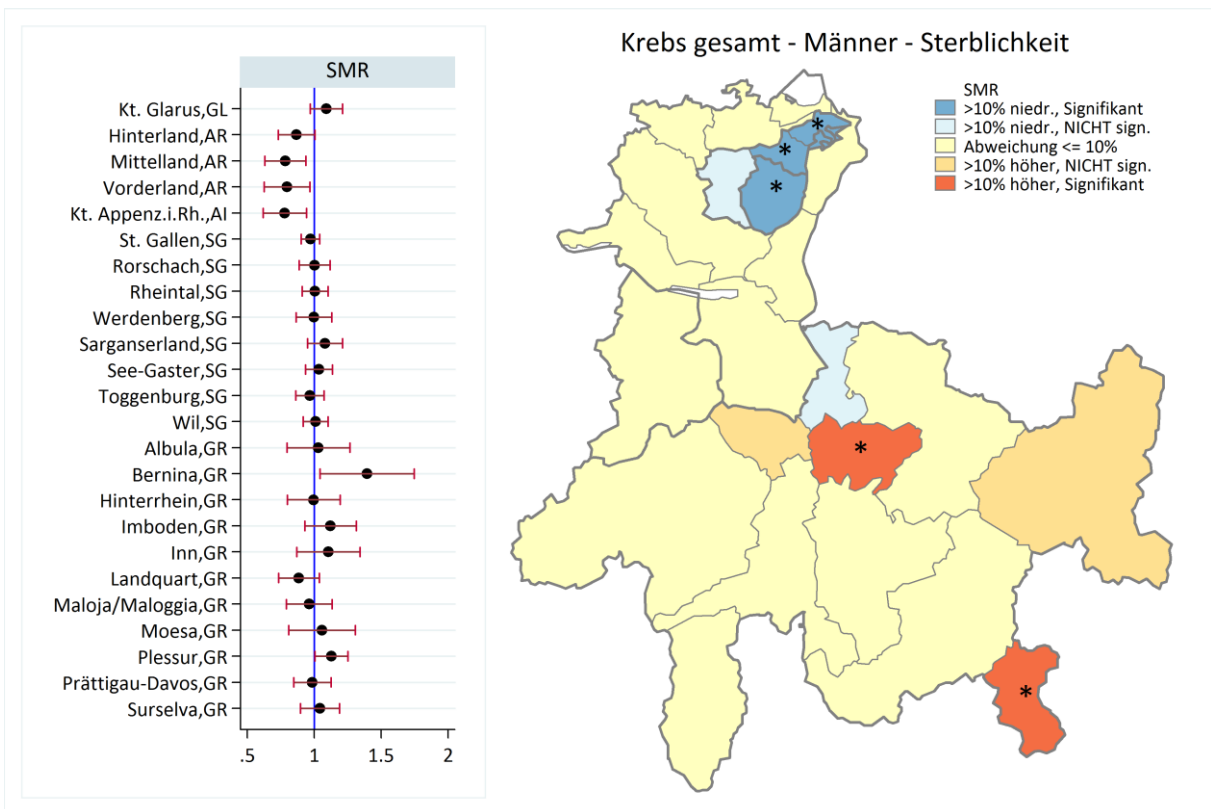 Krebs gesamt - Männer - Sterblichkeit
SMR
Kt. Glarus,GL
Hinterland,AR
Mittelland,AR
Vorderland,AR
Kt. Appenz.i.Rh.,AI
St. Gallen,SG
Rorschach,SG
Rheintal,SG
Werdenberg,SG
Sarganserland,SG
See-Gaster,SG
Toggenburg,SG
Wil,SG
Albula,GR
Bernina,GR
Hinterrhein,GR
Imboden,GR
Inn,GR
Landquart,GR
Maloja/Maloggia,GR
Moesa,GR
Plessur,GR
Prättigau-Davos,GR
Surselva,GR
.5 1 1.5 2
SMR
>10% niedr., Signifikant
>10% niedr., NICHT sign.
Abweichung <= 10%
>10% höher, NICHT sign.
>10% höher, Signifikant
*
*
*
*
*